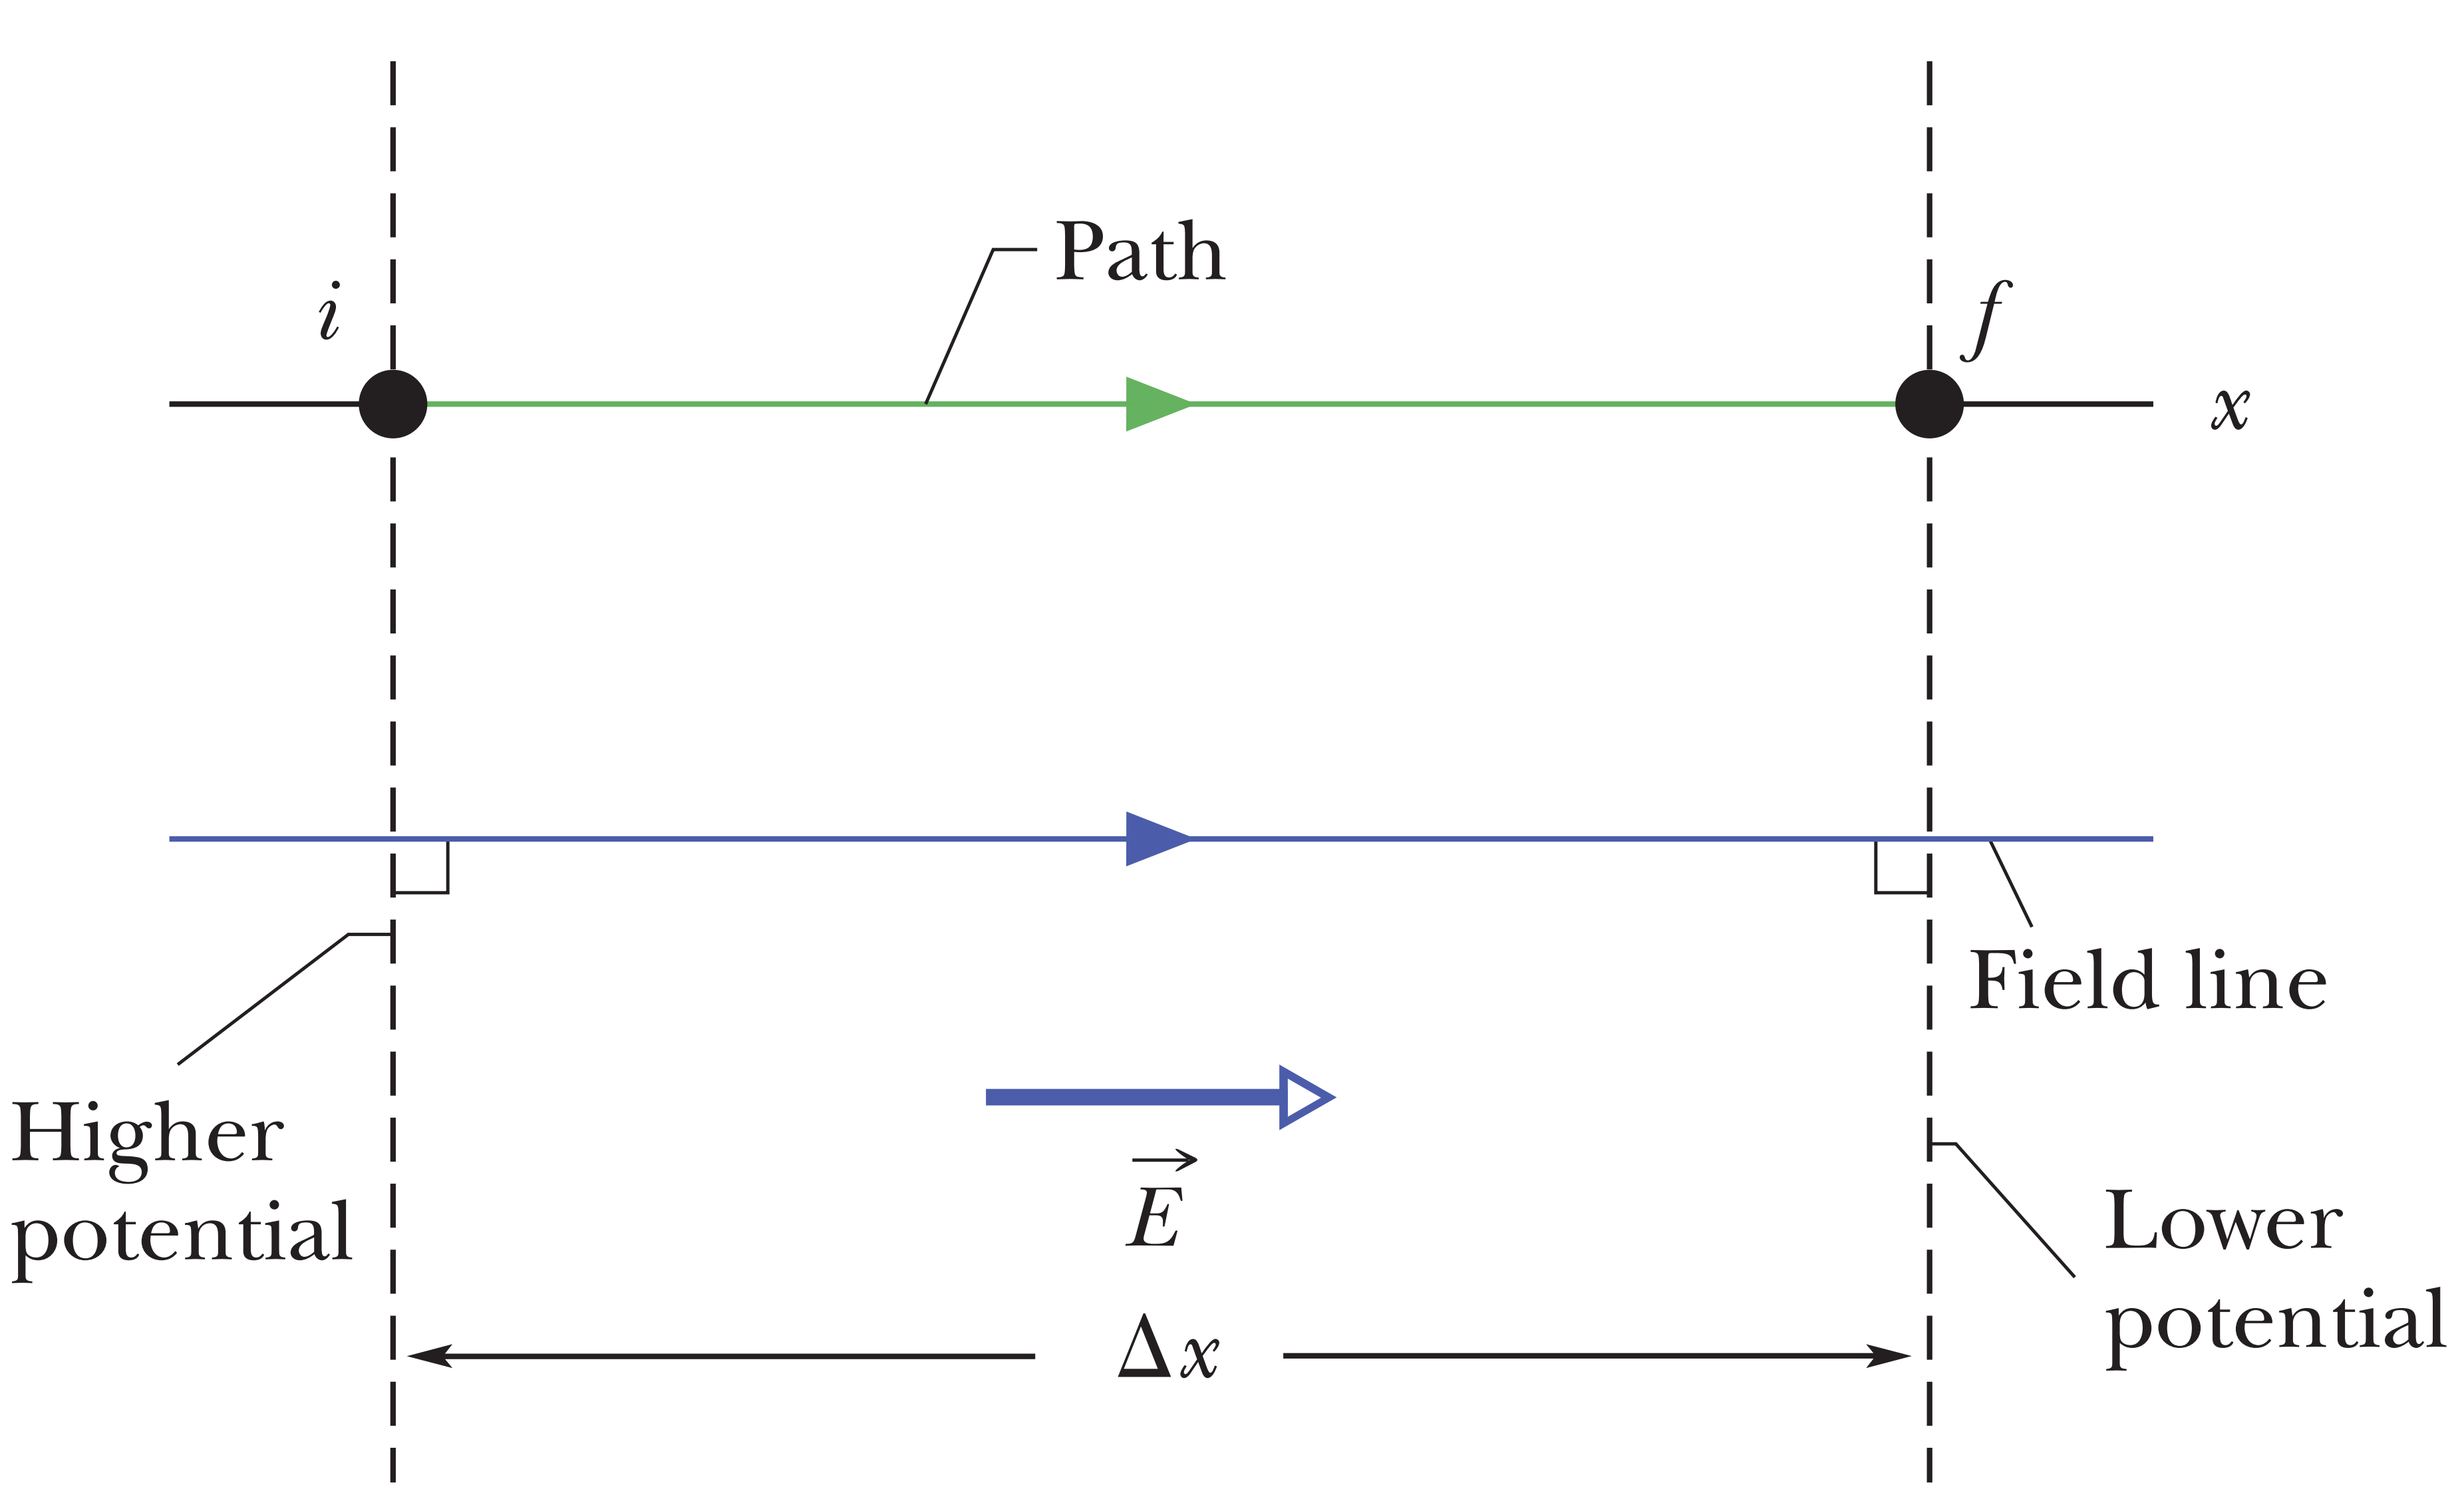 Path
i
f
x
Field line
Higher
potential
E⃗
Lower
potential
Δx